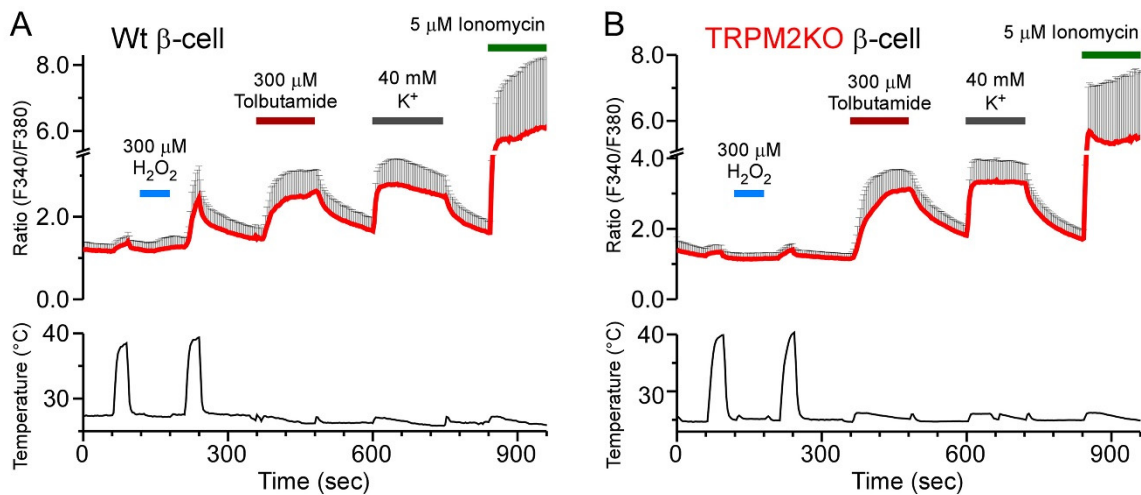 A
Wt β-cell
5 μM Ionomycin
8.0
6.0
4.0
2.0
0.0
Ratio (F340/F380)
300 μM
H₂O₂
300 μM
Tolbutamide
40 mM
K⁺
40
30
Temperature (°C)
0
300
600
900
Time (sec)
B
TRPM2KO β-cell
5 μM Ionomycin
8.0
6.0
4.0
2.0
0.0
Ratio (F340/F380)
300 μM
H₂O₂
300 μM
Tolbutamide
40 mM
K⁺
40
30
Temperature (°C)
0
300
600
900
Time (sec)